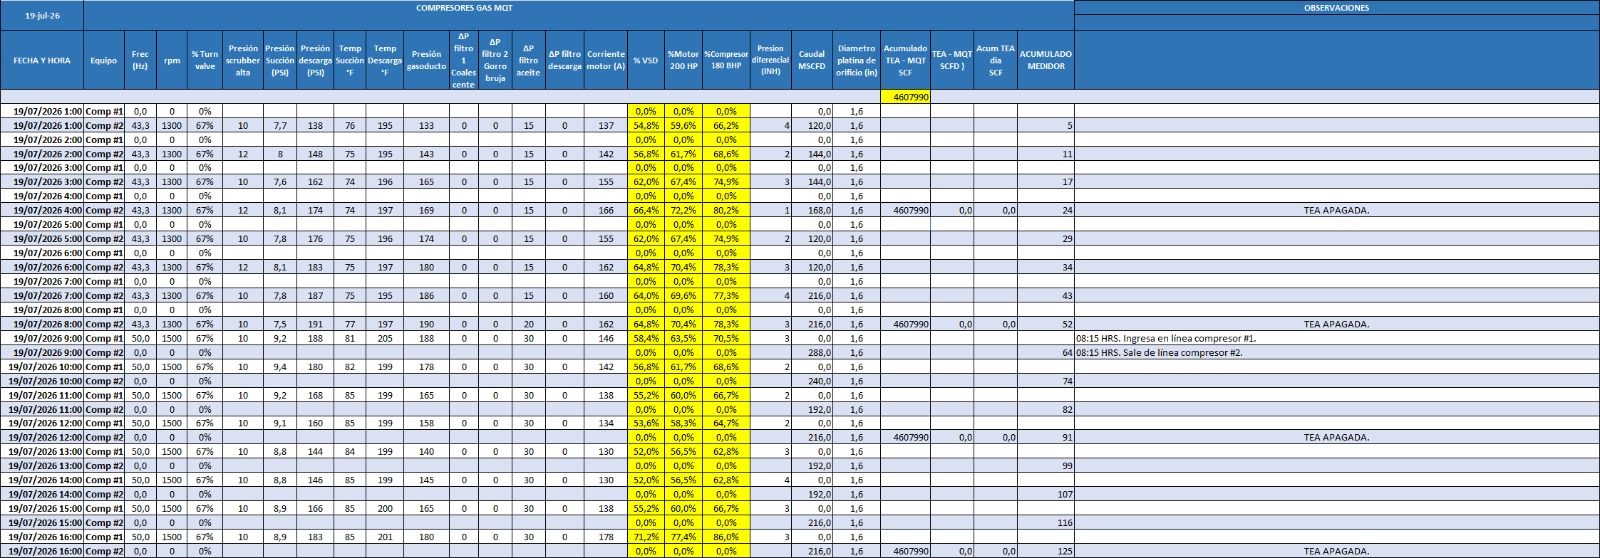 19-jul-26 COMPRESORES GAS MQT OBSERVACIONES
FECHA Y HORA Equipo Frec (Hz) rpm % Turn valve Presión scrubber alta Presión Succión (PSI) Presión descarga (PSI) Temp Succión °F Temp Descarga °F Presión gasoducto ΔP filtro 1 Coales cente ΔP filtro 2 Gorro bruja ΔP filtro aceite ΔP filtro descarga Corriente motor (A) % VSD %Motor 200 HP %Compresor 180 BHP Presion diferencial (INH) Caudal MSCFD Diametro platina de orificio (in) Acumulado TEA - MQT SCF TEA - MQT SCFD ) Acum TEA dia SCF ACUMULADO MEDIDOR
4607990
19/07/2026 1:00 Comp #1 0,0 0 0% 0,0% 0,0% 0,0% 0,0 1,6
19/07/2026 1:00 Comp #2 43,3 1300 67% 10 7,7 138 76 195 133 0 0 15 0 137 54,8% 59,6% 66,2% 4 120,0 1,6 5
19/07/2026 2:00 Comp #1 0,0 0 0% 0,0% 0,0% 0,0% 0,0 1,6
19/07/2026 2:00 Comp #2 43,3 1300 67% 12 8 148 75 195 143 0 0 15 0 142 56,8% 61,7% 68,6% 2 144,0 1,6 11
19/07/2026 3:00 Comp #1 0,0 0 0% 0,0% 0,0% 0,0% 0,0 1,6
19/07/2026 3:00 Comp #2 43,3 1300 67% 10 7,6 162 74 196 165 0 0 15 0 155 62,0% 67,4% 74,9% 3 144,0 1,6 17
19/07/2026 4:00 Comp #1 0,0 0 0% 0,0% 0,0% 0,0% 0,0 1,6
19/07/2026 4:00 Comp #2 43,3 1300 67% 12 8,1 174 74 197 169 0 0 15 0 166 66,4% 72,2% 80,2% 1 168,0 1,6 4607990 0,0 0,0 24 TEA APAGADA.
19/07/2026 5:00 Comp #1 0,0 0 0% 0,0% 0,0% 0,0% 0,0 1,6
19/07/2026 5:00 Comp #2 43,3 1300 67% 10 7,8 176 75 196 174 0 0 15 0 155 62,0% 67,4% 74,9% 2 120,0 1,6 29
19/07/2026 6:00 Comp #1 0,0 0 0% 0,0% 0,0% 0,0% 0,0 1,6
19/07/2026 6:00 Comp #2 43,3 1300 67% 12 8,1 183 75 197 180 0 0 15 0 162 64,8% 70,4% 78,3% 3 120,0 1,6 34
19/07/2026 7:00 Comp #1 0,0 0 0% 0,0% 0,0% 0,0% 0,0 1,6
19/07/2026 7:00 Comp #2 43,3 1300 67% 10 7,8 187 75 195 186 0 0 15 0 160 64,0% 69,6% 77,3% 4 216,0 1,6 43
19/07/2026 8:00 Comp #1 0,0 0 0% 0,0% 0,0% 0,0% 0,0 1,6
19/07/2026 8:00 Comp #2 43,3 1300 67% 10 7,5 191 77 197 190 0 0 20 0 162 64,8% 70,4% 78,3% 3 216,0 1,6 4607990 0,0 0,0 52 TEA APAGADA.
19/07/2026 9:00 Comp #1 50,0 1500 67% 10 9,2 188 81 205 188 0 0 30 0 146 58,4% 63,5% 70,5% 3 0,0 1,6 08:15 HRS. Ingresa en línea compresor #1.
19/07/2026 9:00 Comp #2 0,0 0 0% 0,0% 0,0% 0,0% 288,0 1,6 64 08:15 HRS. Sale de línea compresor #2.
19/07/2026 10:00 Comp #1 50,0 1500 67% 10 9,4 180 82 199 178 0 0 30 0 142 56,8% 61,7% 68,6% 2 0,0 1,6
19/07/2026 10:00 Comp #2 0,0 0 0% 0,0% 0,0% 0,0% 240,0 1,6 74
19/07/2026 11:00 Comp #1 50,0 1500 67% 10 9,2 168 85 199 165 0 0 30 0 138 55,2% 60,0% 66,7% 2 0,0 1,6
19/07/2026 11:00 Comp #2 0,0 0 0% 0,0% 0,0% 0,0% 192,0 1,6 82
19/07/2026 12:00 Comp #1 50,0 1500 67% 10 9,1 160 85 199 158 0 0 30 0 134 53,6% 58,3% 64,7% 2 0,0 1,6
19/07/2026 12:00 Comp #2 0,0 0 0% 0,0% 0,0% 0,0% 216,0 1,6 4607990 0,0 0,0 91 TEA APAGADA.
19/07/2026 13:00 Comp #1 50,0 1500 67% 10 8,8 144 84 199 140 0 0 30 0 130 52,0% 56,5% 62,8% 3 0,0 1,6
19/07/2026 13:00 Comp #2 0,0 0 0% 0,0% 0,0% 0,0% 192,0 1,6 99
19/07/2026 14:00 Comp #1 50,0 1500 67% 10 8,8 146 85 199 145 0 0 30 0 130 52,0% 56,5% 62,8% 4 0,0 1,6
19/07/2026 14:00 Comp #2 0,0 0 0% 0,0% 0,0% 0,0% 192,0 1,6 107
19/07/2026 15:00 Comp #1 50,0 1500 67% 10 8,9 166 85 200 165 0 0 30 0 138 55,2% 60,0% 66,7% 3 0,0 1,6
19/07/2026 15:00 Comp #2 0,0 0 0% 0,0% 0,0% 0,0% 216,0 1,6 116
19/07/2026 16:00 Comp #1 50,0 1500 67% 10 8,9 183 85 201 180 0 0 30 0 178 71,2% 77,4% 86,0% 3 0,0 1,6
19/07/2026 16:00 Comp #2 0,0 0 0% 0,0% 0,0% 0,0% 216,0 1,6 4607990 0,0 0,0 125 TEA APAGADA.